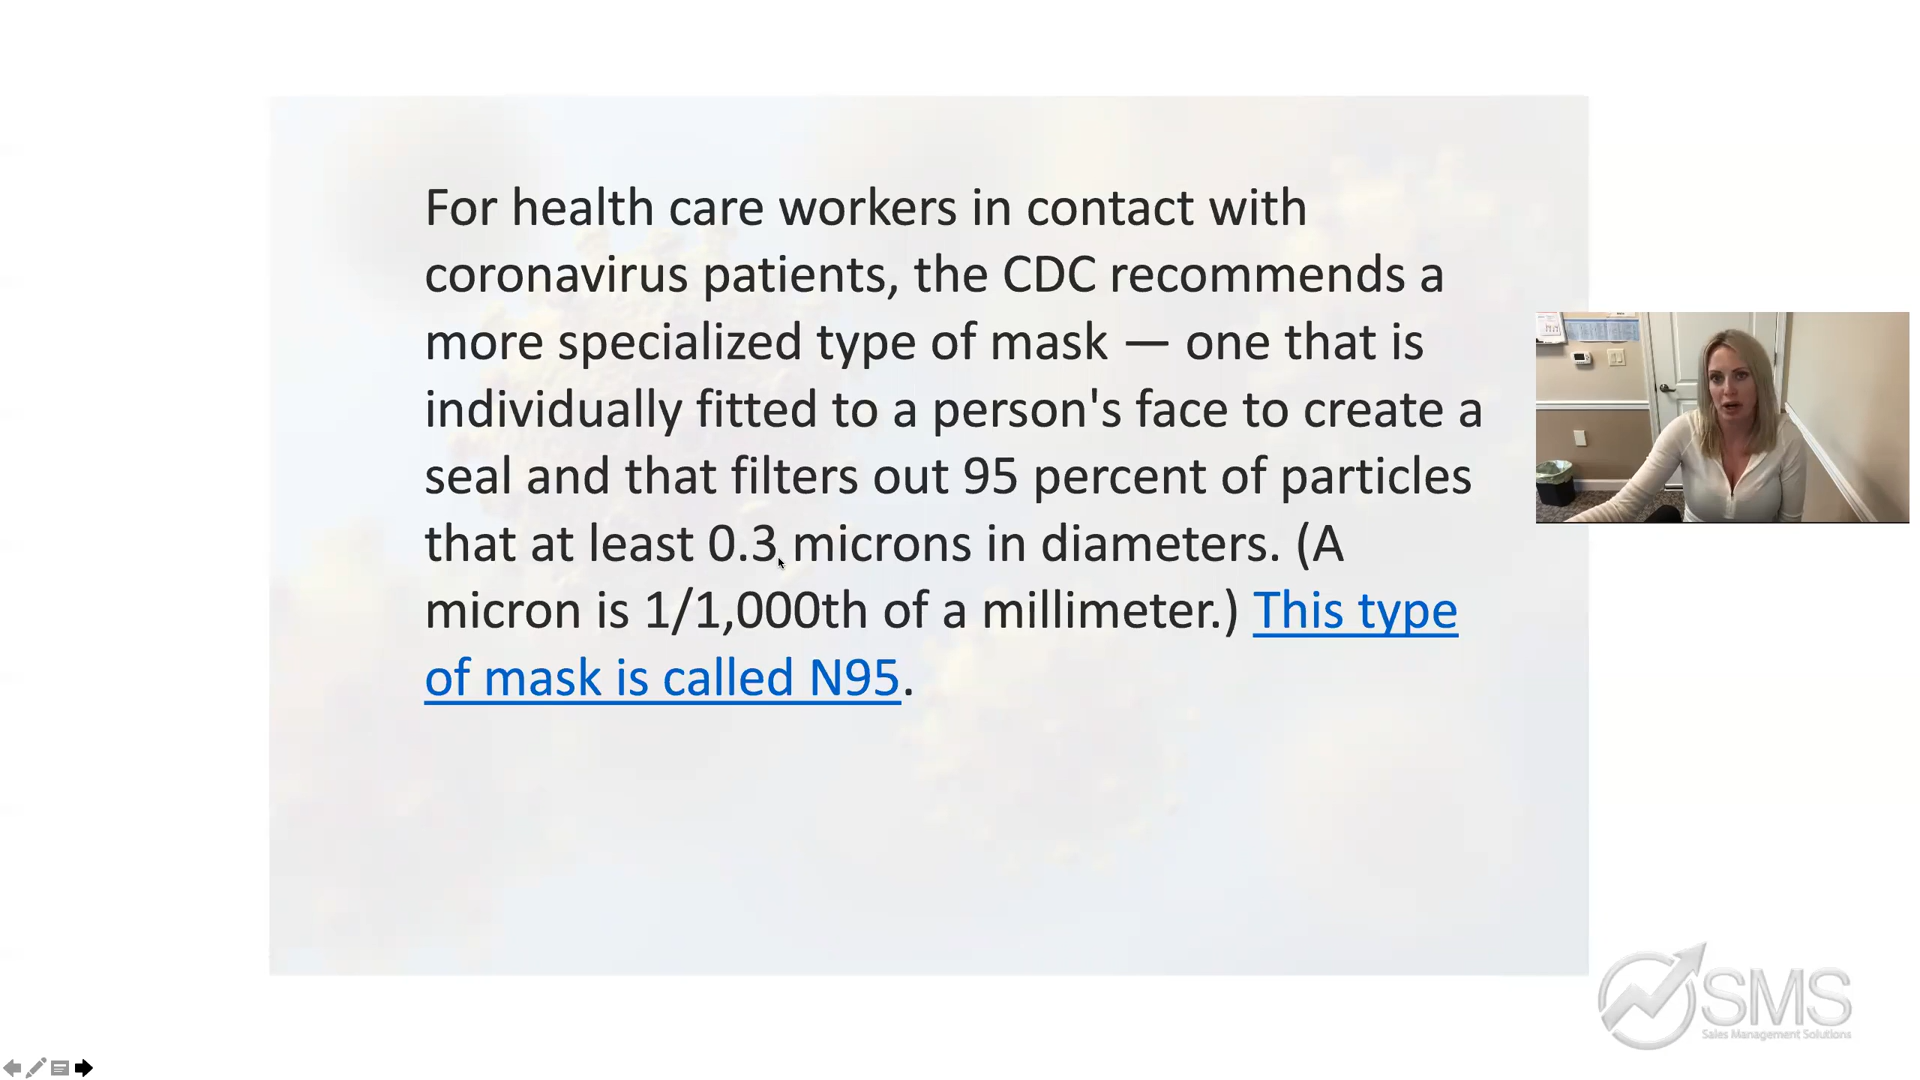 For health care workers in contact with
coronavirus patients, the CDC recommends a
more specialized type of mask — one that is
individually fitted to a person's face to create a
seal and that filters out 95 percent of particles
that at least 0.3 microns in diameters. (A
micron is 1/1,000th of a millimeter.) This type
of mask is called N95.
SMS
Sales Management Solutions